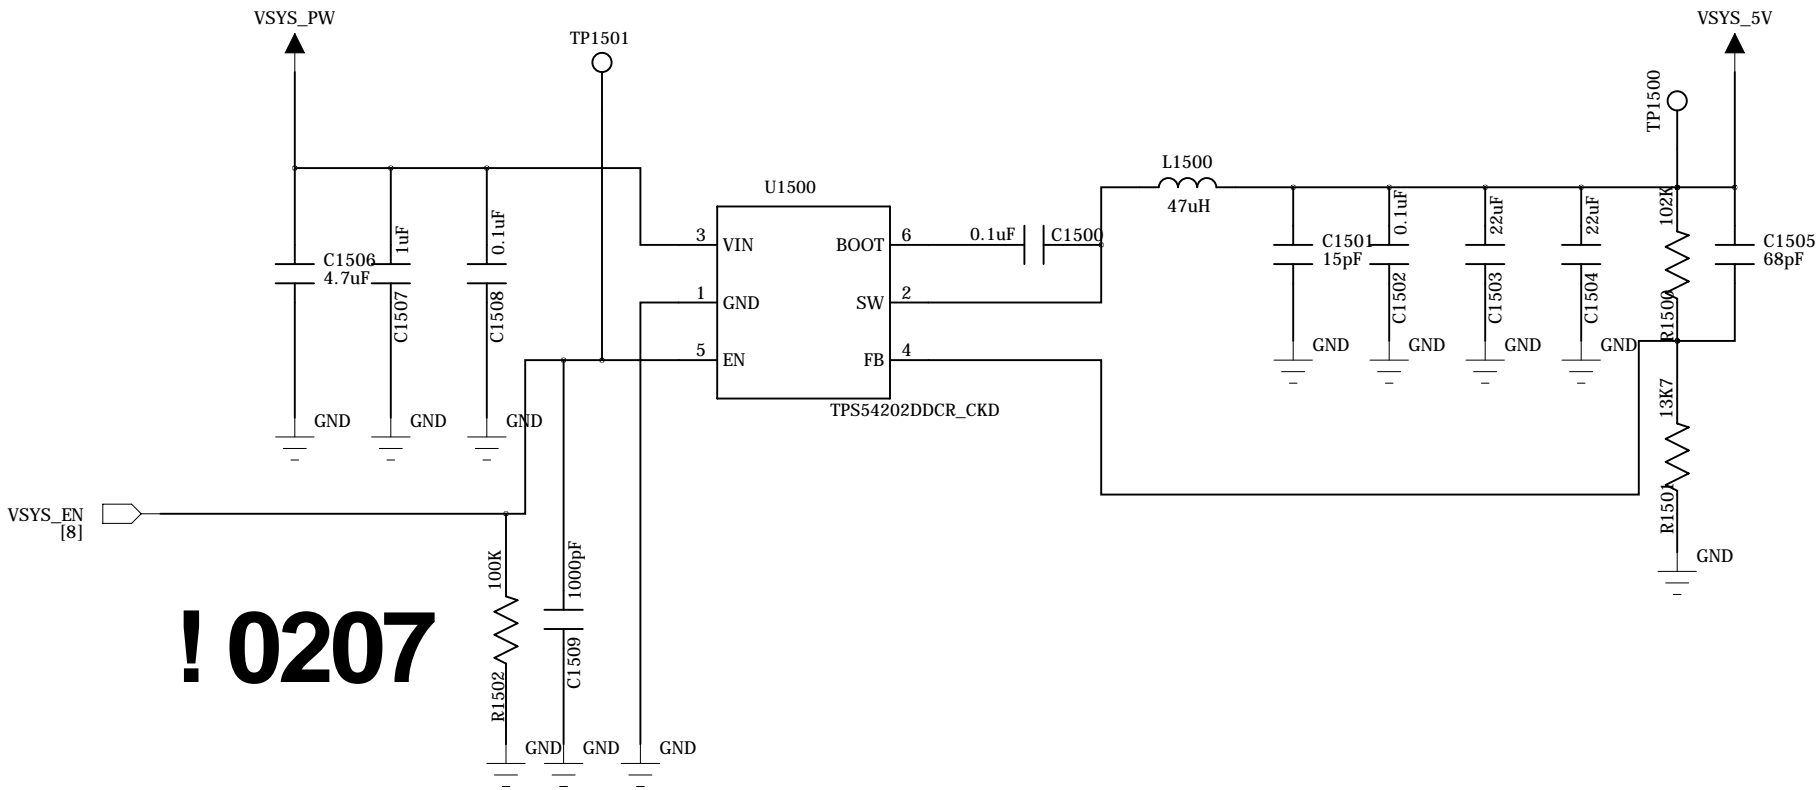 VSYS_PW
TP1501
VSYS_5V
TP1500
U1500
L1500
47uH
3 VIN
BOOT 6
0.1uF
C1500
1 GND
SW 2
5 EN
FB 4
TPS54202DDCR_CKD
C1506
4.7uF
1uF
C1507
0.1uF
C1508
GND
GND
GND
C1501
15pF
0.1uF
C1502
22uF
C1503
22uF
C1504
102K
R1500
C1505
68pF
GND
GND
GND
GND
13K7
R1501
GND
VSYS_EN
[8]
100K
R1502
1000pF
C1509
! 0207
GND
GND
GND